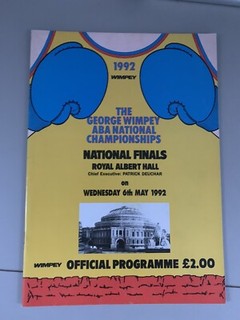 1992
WIMPEY
THE
GEORGE WIMPEY
ABA NATIONAL
CHAMPIONSHIPS
NATIONAL FINALS
ROYAL ALBERT HALL
Chief Executive: PATRICK DEUCHAR
on
WEDNESDAY 6th MAY 1992
WIMPEY OFFICIAL PROGRAMME £2.00